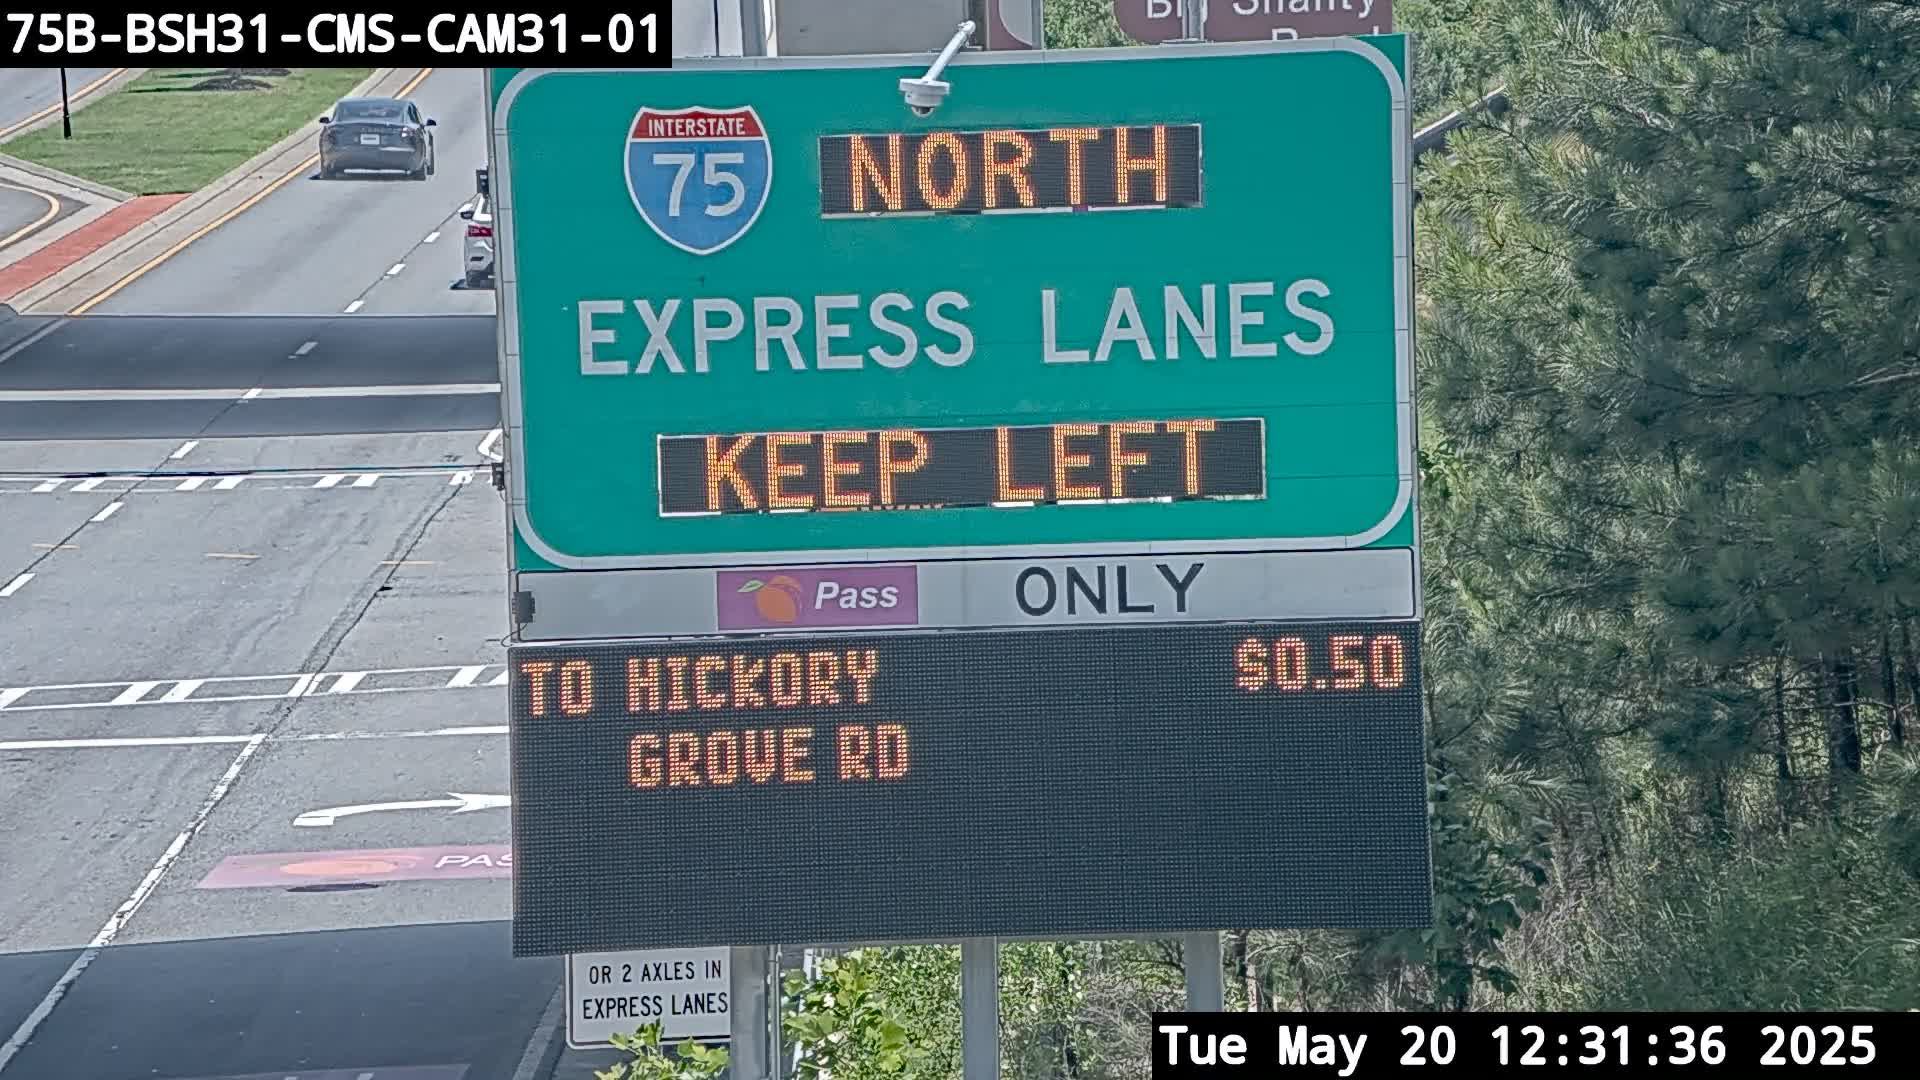 75B-BSH31-CMS-CAM31-01
Shanty
INTERSTATE
75
NORTH
EXPRESS LANES
KEEP LEFT
Pass ONLY
TO HICKORY $0.50
GROVE RD
OR 2 AXLES IN
EXPRESS LANES
Tue May 20 12:31:36 2025